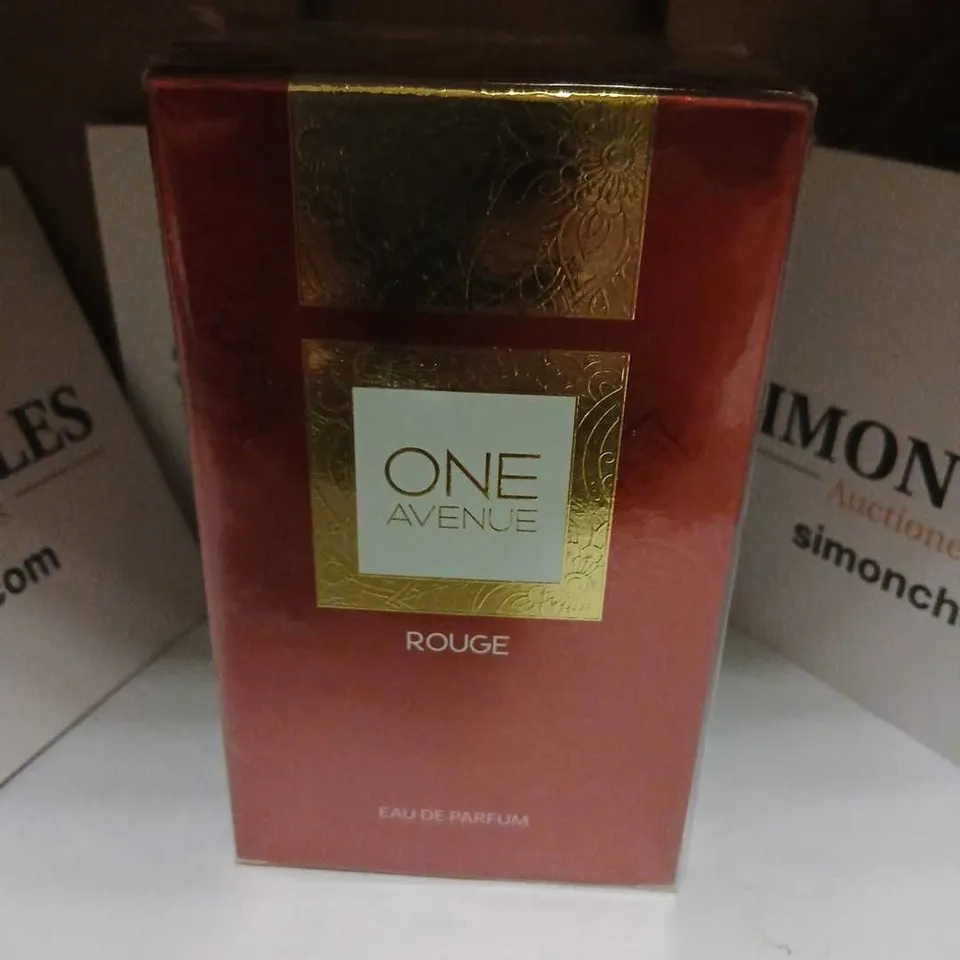 ONE
AVENUE
ROUGE
EAU DE PARFUM
LES
com
IMON
Auctione
simonch